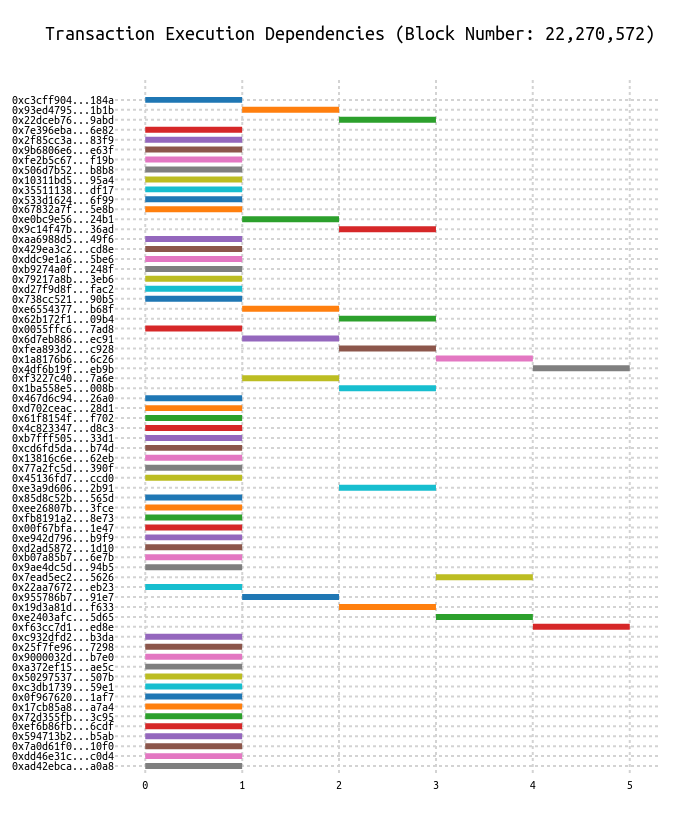 Transaction Execution Dependencies (Block Number: 22,270,572)
0xc3cff904...184a
0x93ed4795...1b1b
0x22dceb76...9abd
0x7e396eba...6e82
0x2f85cc3a...83f9
0x9b6806e6...e63f
0xfe2b5c67...f19b
0x506d7b52...b8b8
0x10311bd5...95a4
0x35511138...df17
0x533d1624...6f99
0x67832a7f...5e8b
0xe0bc9e56...24b1
0x9c14f47b...36ad
0xaa6988d5...49f6
0x429ea3c2...cd8e
0xddc9e1a6...5be6
0xb9274a0f...248f
0x79217a8b...3eb6
0xd27f9d8f...fac2
0x738cc521...90b5
0xe6554377...b68f
0x62b172f1...09b4
0x0055ffc6...7ad8
0x6d7eb886...ec91
0xfea893d2...c928
0x1a8176b6...6c26
0x4df6b19f...eb9b
0xf3227c40...7a6e
0x1ba558e5...008b
0x467d6c94...26a0
0xd702ceac...28d1
0x61f8154f...f702
0x4c823347...d8c3
0xb7fff505...33d1
0xcd6fd5da...b74d
0x13816c6e...62eb
0x77a2fc5d...390f
0x45136fd7...ccd0
0xe3a9d606...2b91
0x85d8c52b...565d
0xee26807b...3fce
0xfb8191a2...8e73
0x00f67bfa...1e47
0xe942d796...b9f9
0xd2ad5872...1d10
0xb07a85b7...6e7b
0x9ae4dc5d...94b5
0x7ead5ec2...5626
0x22aa7672...eb23
0x955786b7...91e7
0x19d3a81d...f633
0xe2403afc...5d65
0xf63cc7d1...ed8e
0xc932dfd2...b3da
0x25f7fe96...7298
0x9000032d...b7e0
0xa372ef15...ae5c
0x50297537...507b
0xc3db1739...59e1
0x0f967620...1af7
0x17cb85a8...a7a4
0x72d355fb...3c95
0xef6b86fb...6cdf
0x594713b2...b5ab
0x7a0d61f0...10f0
0xdd46e31c...c0d4
0xad42ebca...a0a8
0 1 2 3 4 5